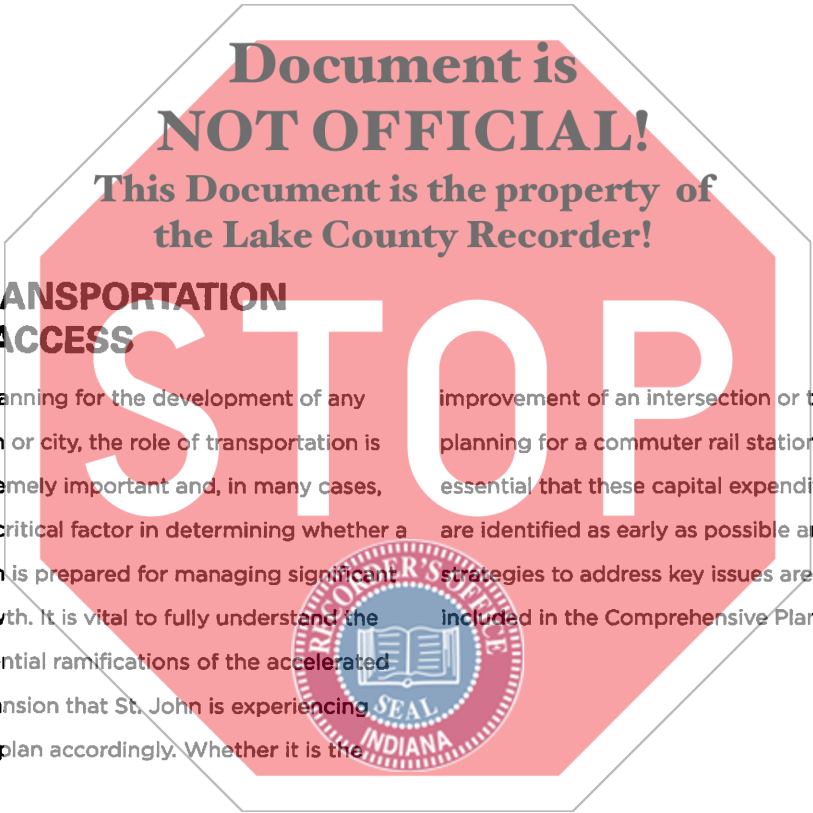 Document is
NOT OFFICIAL!
This Document is the property of
the Lake County Recorder!
ANSPORTATION
ACCESS
anning for the development of any
or city, the role of transportation is
emely important and, in many cases,
critical factor in determining whether a
is prepared for managing significant
wth. It is vital to fully understand the
ntial ramifications of the accelerated
nsion that St. John is experiencing
plan accordingly. Whether it is the
improvement of an intersection or t
planning for a commuter rail station
essential that these capital expendi
are identified as early as possible a
strategies to address key issues are
included in the Comprehensive Plan
STOP
RECORDER'S OFFICE
SEAL
INDIANA